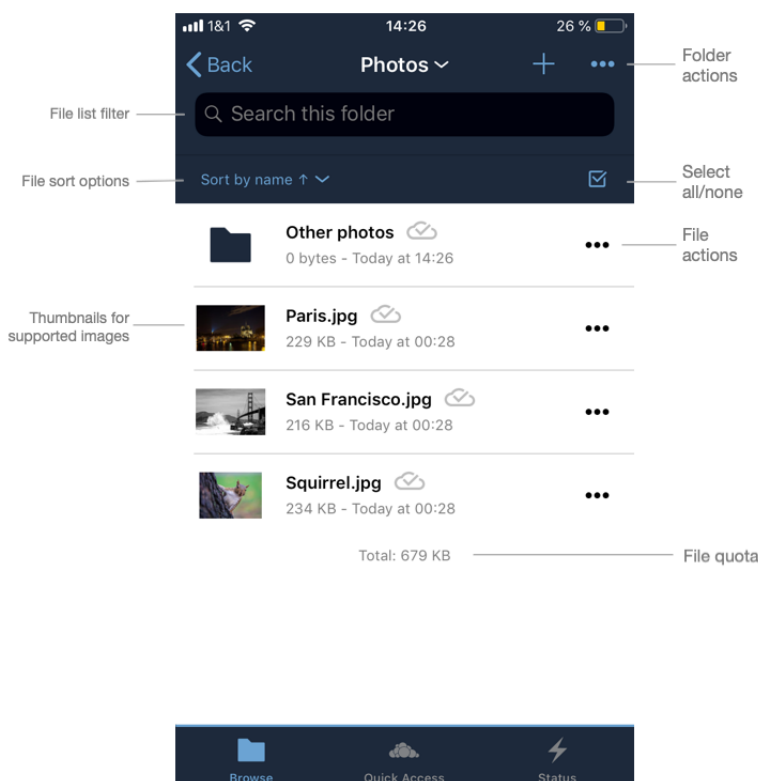 1&1 14:26 26 %
Back Photos
Folder
actions
File list filter
Search this folder
File sort options
Sort by name ↑
Select
all/none
Other photos
0 bytes - Today at 14:26
File
actions
Thumbnails for
supported images
Paris.jpg
229 KB - Today at 00:28
San Francisco.jpg
216 KB - Today at 00:28
Squirrel.jpg
234 KB - Today at 00:28
Total: 679 KB
File quota
Browse Quick Access Status